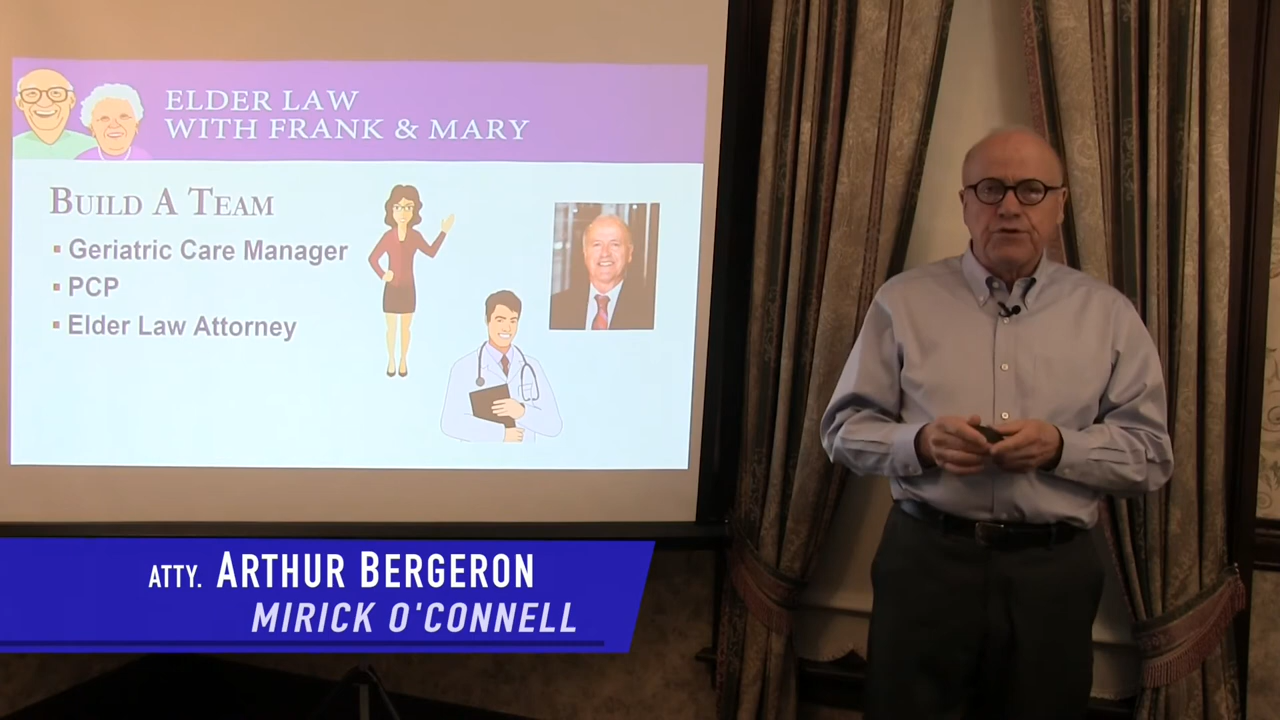 ELDER LAW
WITH FRANK & MARY
BUILD A TEAM
▪ Geriatric Care Manager
▪ PCP
▪ Elder Law Attorney
ATTY. ARTHUR BERGERON
MIRICK O'CONNELL